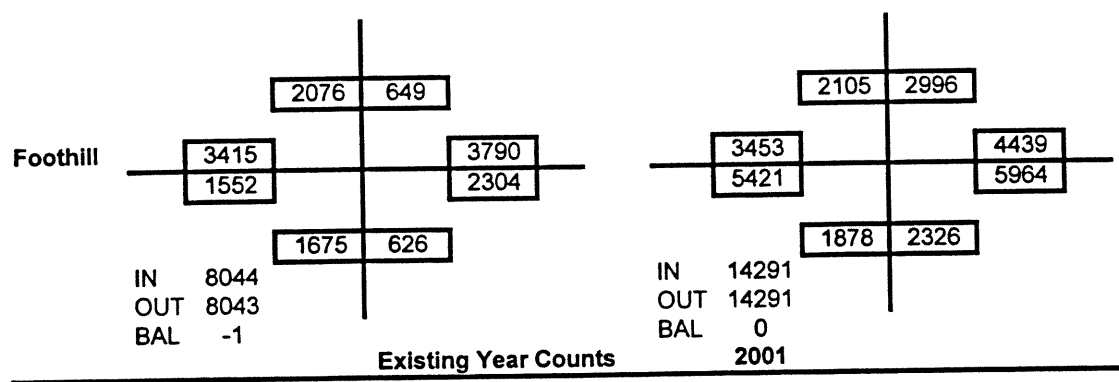 2076 649 2105 2996
Foothill 3415 3790 3453 4439
1552 2304 5421 5964
1675 626 1878 2326
IN 8044 IN 14291
OUT 8043 OUT 14291
BAL -1 BAL 0
Existing Year Counts 2001